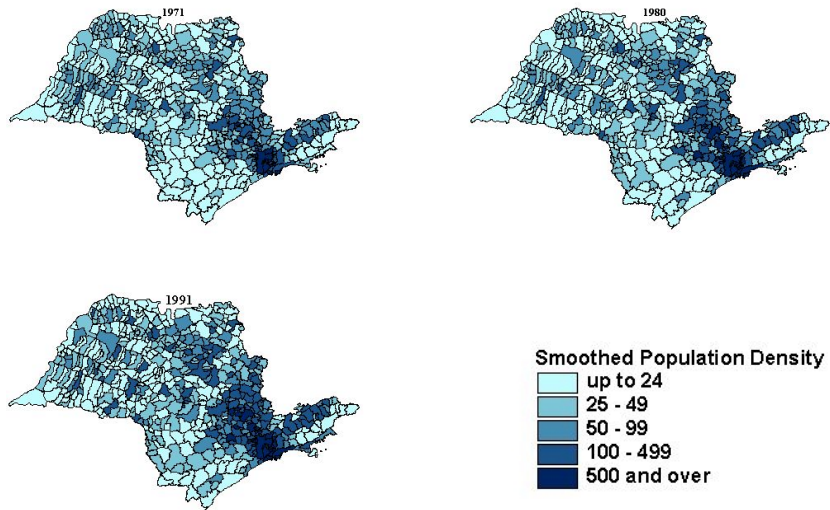 1971
1980
1991
Smoothed Population Density
up to 24
25 - 49
50 - 99
100 - 499
500 and over